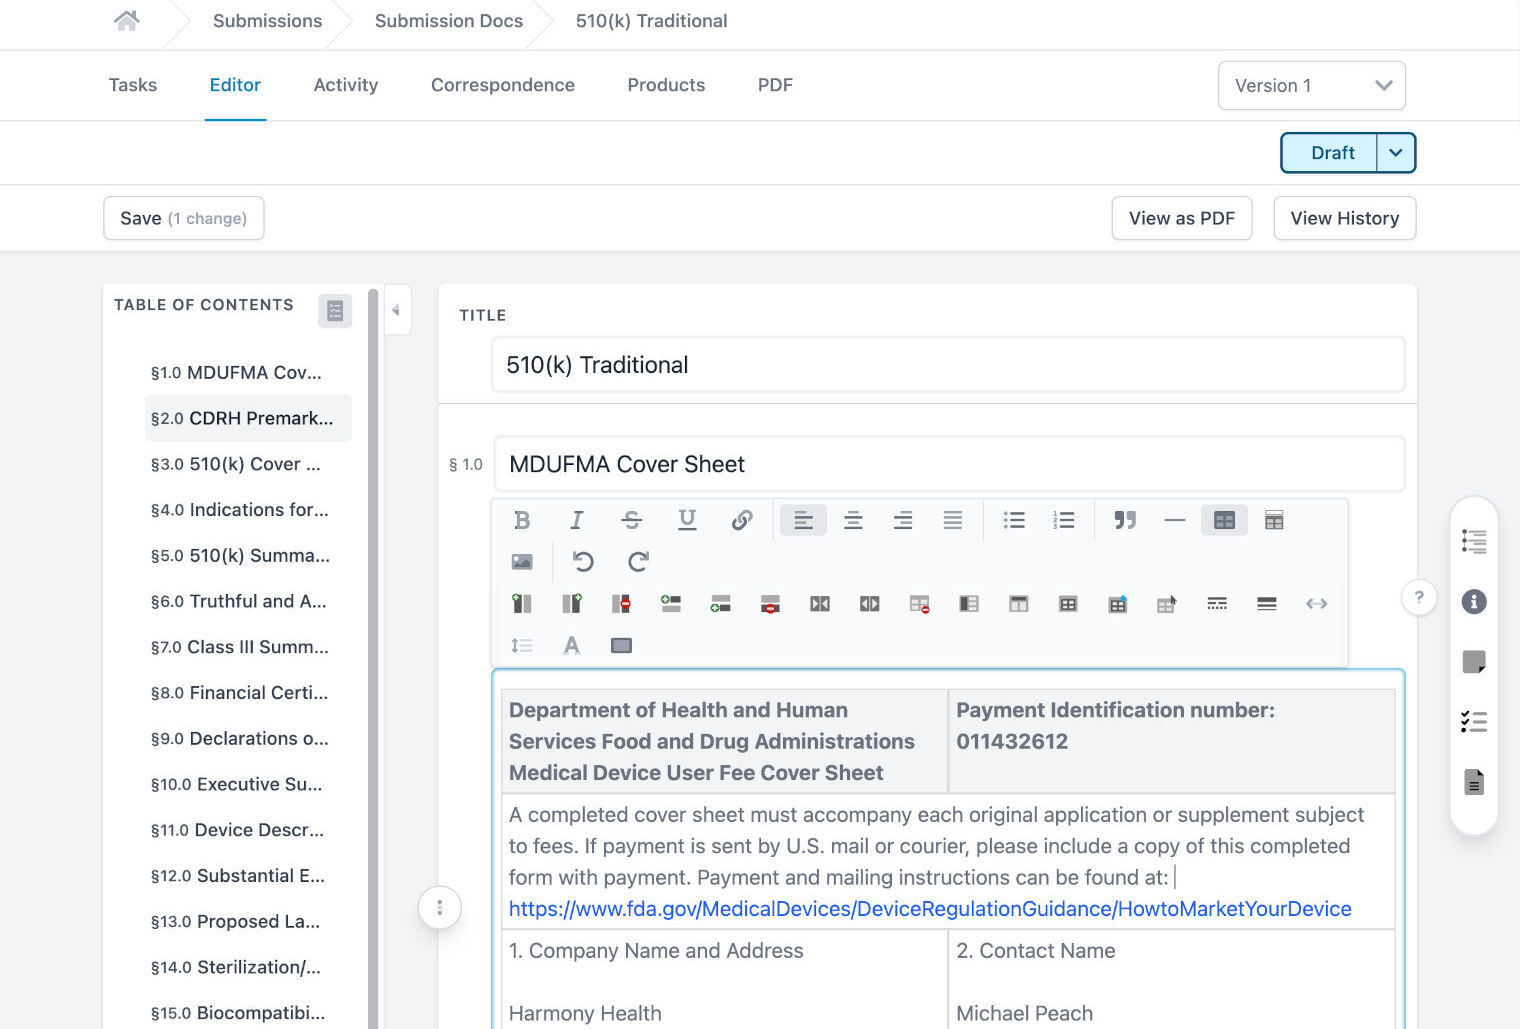 Submissions
Submission Docs
510(k) Traditional
Tasks
Editor
Activity
Correspondence
Products
PDF
Version 1
Draft
Save (1 change)
View as PDF
View History
TABLE OF CONTENTS
§1.0 MDUFMA Cov...
§2.0 CDRH Premark...
§3.0 510(k) Cover ...
§4.0 Indications for...
§5.0 510(k) Summa...
§6.0 Truthful and A...
§7.0 Class III Summ...
§8.0 Financial Certi...
§9.0 Declarations o...
§10.0 Executive Su...
§11.0 Device Descr...
§12.0 Substantial E...
§13.0 Proposed La...
§14.0 Sterilization/...
§15.0 Biocompatibi...
TITLE
510(k) Traditional
§ 1.0
MDUFMA Cover Sheet
?
Department of Health and Human
Services Food and Drug Administrations
Medical Device User Fee Cover Sheet
Payment Identification number:
011432612
A completed cover sheet must accompany each original application or supplement subject
to fees. If payment is sent by U.S. mail or courier, please include a copy of this completed
form with payment. Payment and mailing instructions can be found at:
https://www.fda.gov/MedicalDevices/DeviceRegulationGuidance/HowtoMarketYourDevice
1. Company Name and Address
Harmony Health
2. Contact Name
Michael Peach